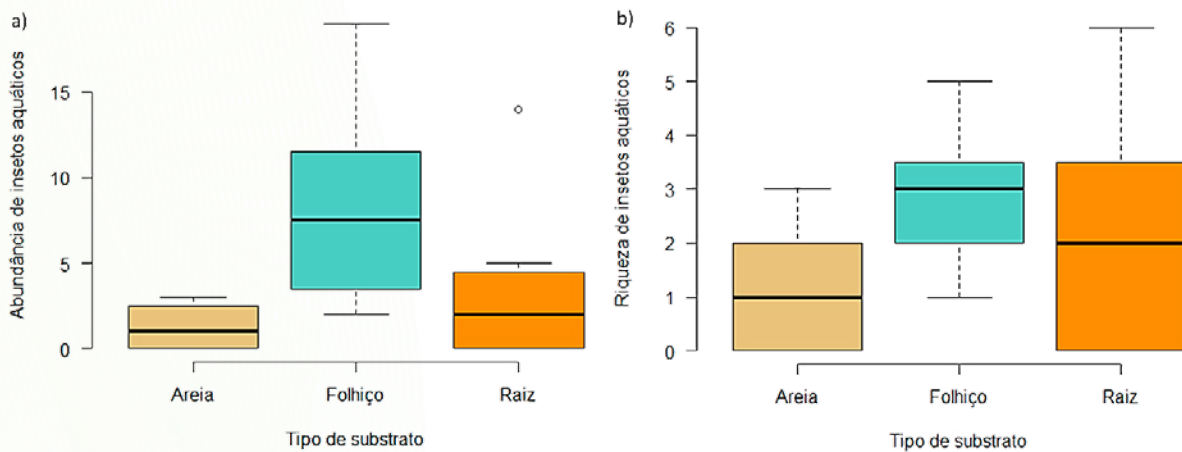 a)
Abundância de insetos aquáticos
15
10
5
0
Areia
Folhiço
Raiz
Tipo de substrato
b)
Riqueza de insetos aquáticos
6
5
4
3
2
1
0
Areia
Folhiço
Raiz
Tipo de substrato